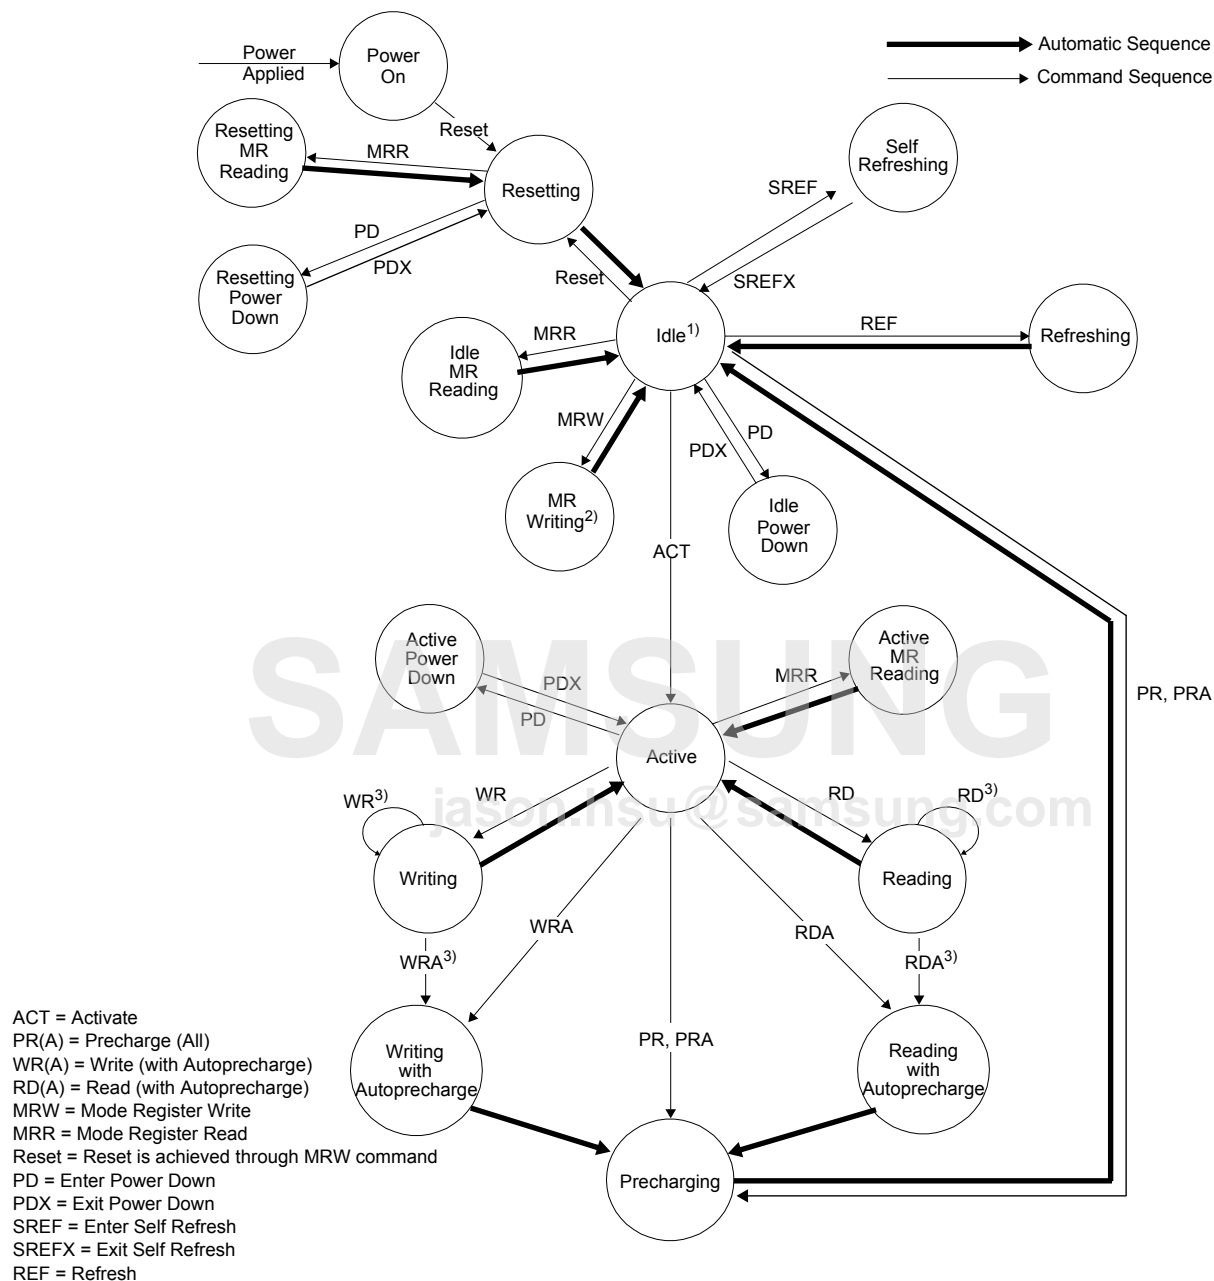 Power
Applied
Power
On
Automatic Sequence
Command Sequence
Reset
Resetting
MR
Reading
MRR
Resetting
Self
Refreshing
SREF
PD
PDX
Resetting
Power
Down
Reset
SREFX
Idle1)
REF
Refreshing
MRR
Idle
MR
Reading
MRW
PD
PDX
MR
Writing2)
Idle
Power
Down
ACT
SAMSUNG
Active
Power
Down
Active
MR
Reading
PDX
MRR
PD
PR, PRA
Active
WR3)
WR
RD
RD3)
jason.hsu@samsung.com
Writing
Reading
WRA
RDA
WRA3)
RDA3)
PR, PRA
Writing
with
Autoprecharge
Reading
with
Autoprecharge
Precharging
ACT = Activate
PR(A) = Precharge (All)
WR(A) = Write (with Autoprecharge)
RD(A) = Read (with Autoprecharge)
MRW = Mode Register Write
MRR = Mode Register Read
Reset = Reset is achieved through MRW command
PD = Enter Power Down
PDX = Exit Power Down
SREF = Enter Self Refresh
SREFX = Exit Self Refresh
REF = Refresh